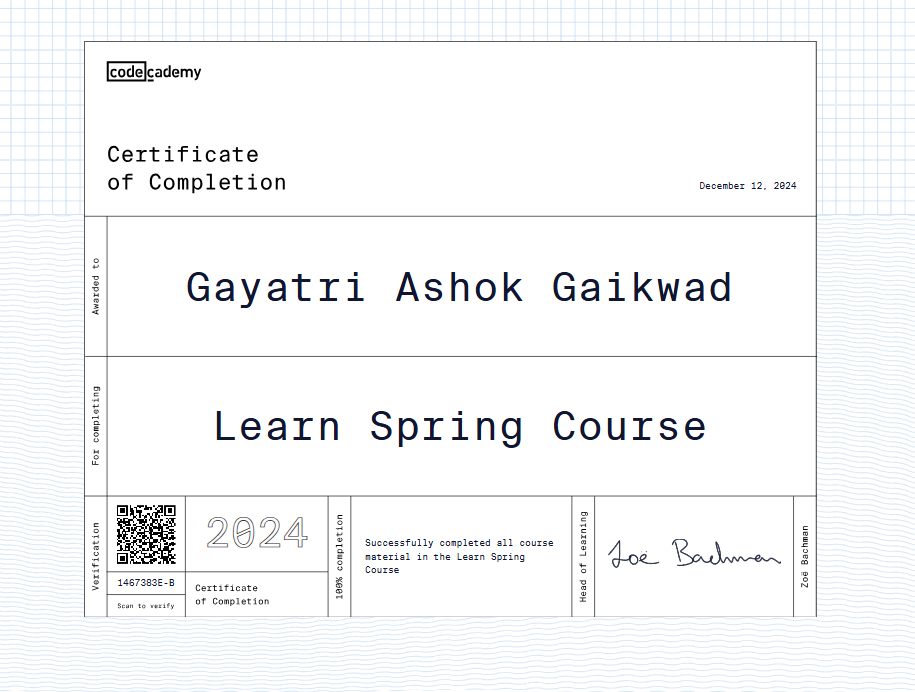 codecademy
Certificate
of Completion
December 12, 2024
Awarded to
Gayatri Ashok Gaikwad
For completing
Learn Spring Course
Verification
1467383E-B
Scan to verify
2024
Certificate
of Completion
100% completion
Successfully completed all course
material in the Learn Spring
Course
Head of Learning
Zoë Bachman
Zoë Bachman